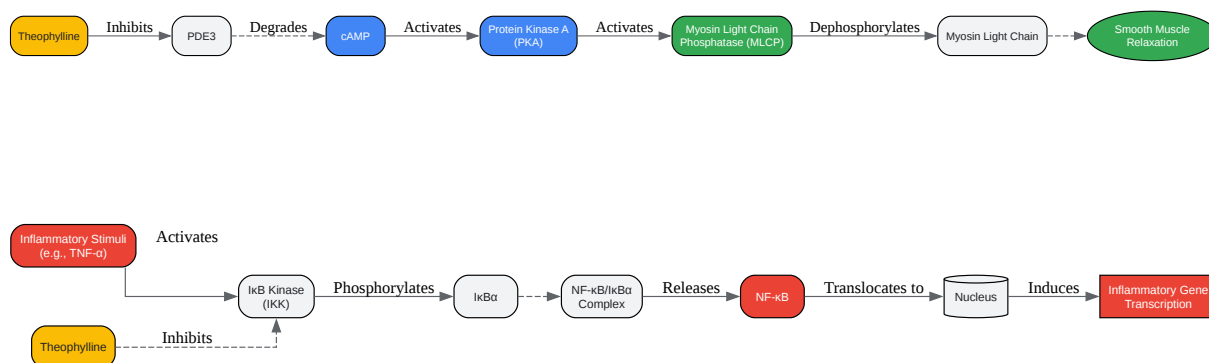 Theophylline
Inhibits
PDE3
Degrades
cAMP
Activates
Protein Kinase A
(PKA)
Activates
Myosin Light Chain
Phosphatase (MLCP)
Dephosphorylates
Myosin Light Chain
Smooth Muscle
Relaxation
Inflammatory Stimuli
(e.g., TNF-α)
Activates
IκB Kinase
(IKK)
Phosphorylates
IκBα
NF-κB/IκBα
Complex
Releases
NF-κB
Translocates to
Nucleus
Induces
Inflammatory Gene
Transcription
Theophylline
Inhibits